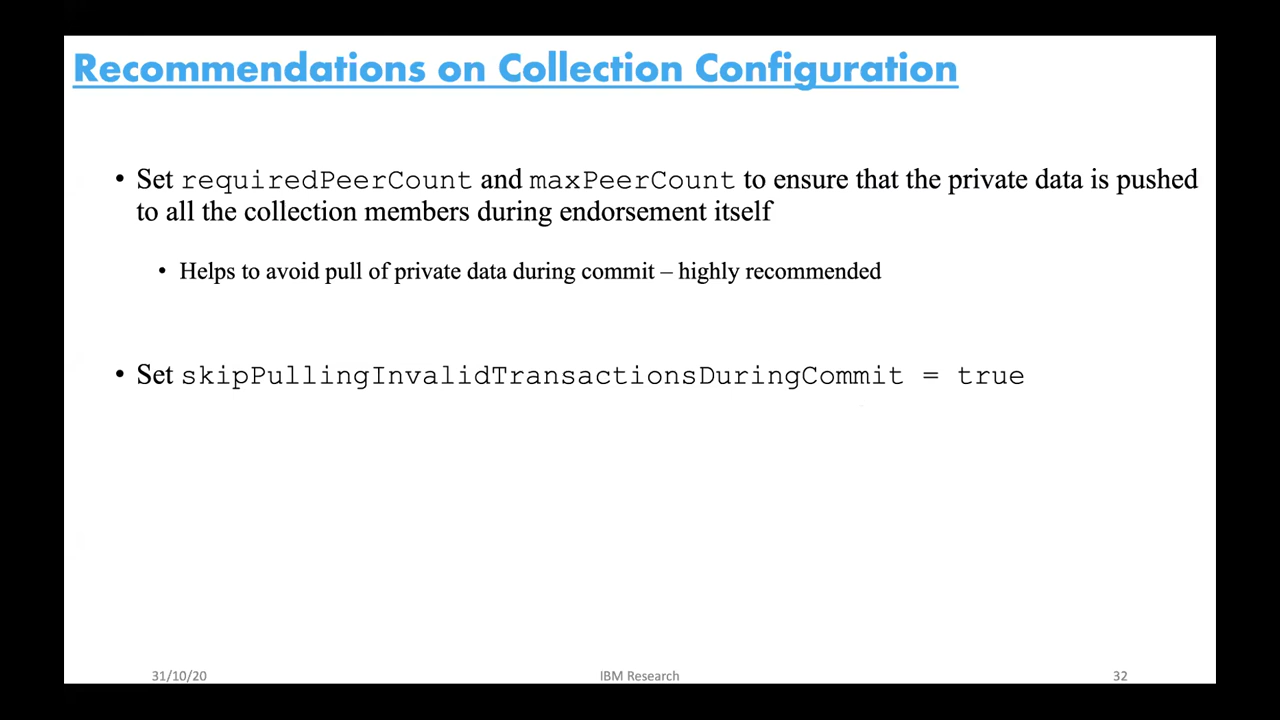 Recommendations on Collection Configuration
• Set requiredPeerCount and maxPeerCount to ensure that the private data is pushed
to all the collection members during endorsement itself
• Helps to avoid pull of private data during commit – highly recommended
• Set skipPullingInvalidTransactionsDuringCommit = true
31/10/20 IBM Research 32